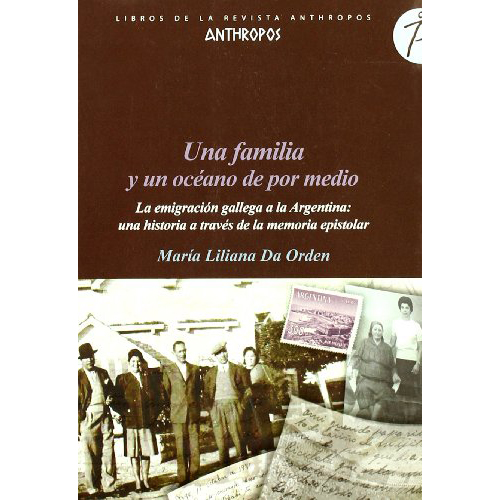 LIBROS DE LA REVISTA ANTHROPOS
ANTHROPOS
Una familia
y un océano de por medio
La emigración gallega a la Argentina:
una historia a través de la memoria epistolar
María Liliana Da Orden
ARGENTINA